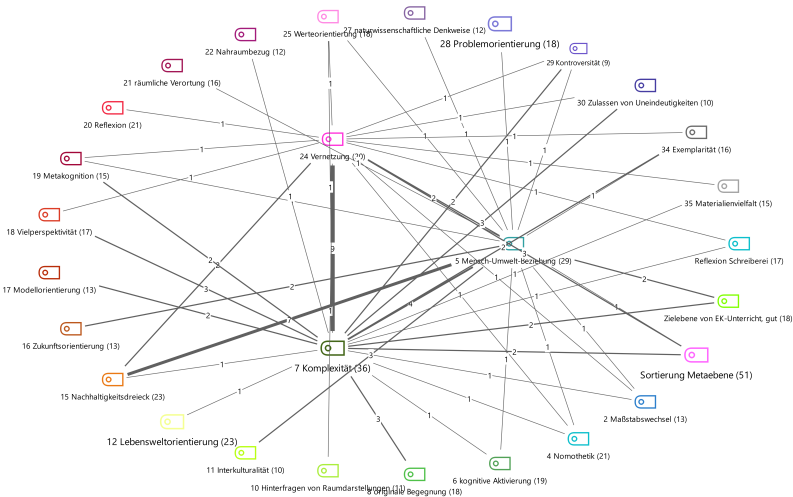 27 naturwissenschaftliche Denkweise (12)
25 Werteorientierung (18)
28 Problemorientierung (18)
22 Nahraumbezug (12)
29 Kontroversität (9)
21 räumliche Verortung (16)
30 Zulassen von Uneindeutigkeiten (10)
20 Reflexion (21)
34 Exemplarität (16)
24 Vernetzung (20)
19 Metakognition (15)
35 Materialienvielfalt (15)
18 Vielperspektivität (17)
5 Mensch-Umwelt-Beziehung (29)
Reflexion Schreiberei (17)
17 Modellorientierung (13)
Zielebene von EK-Unterricht, gut (18)
16 Zukunftsorientierung (13)
7 Komplexität (36)
Sortierung Metaebene (51)
15 Nachhaltigkeitsdreieck (23)
2 Maßstabswechsel (13)
12 Lebensweltorientierung (23)
4 Nomothetik (21)
11 Interkulturalität (10)
6 kognitive Aktivierung (19)
10 Hinterfragen von Raumdarstellungen (11)
8 originale Begegnung (18)